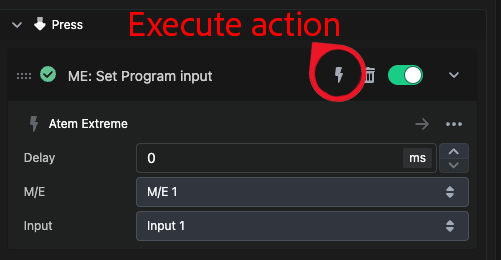 Press
Execute action
ME: Set Program input
Atem Extreme
Delay
0
ms
M/E
M/E 1
Input
Input 1